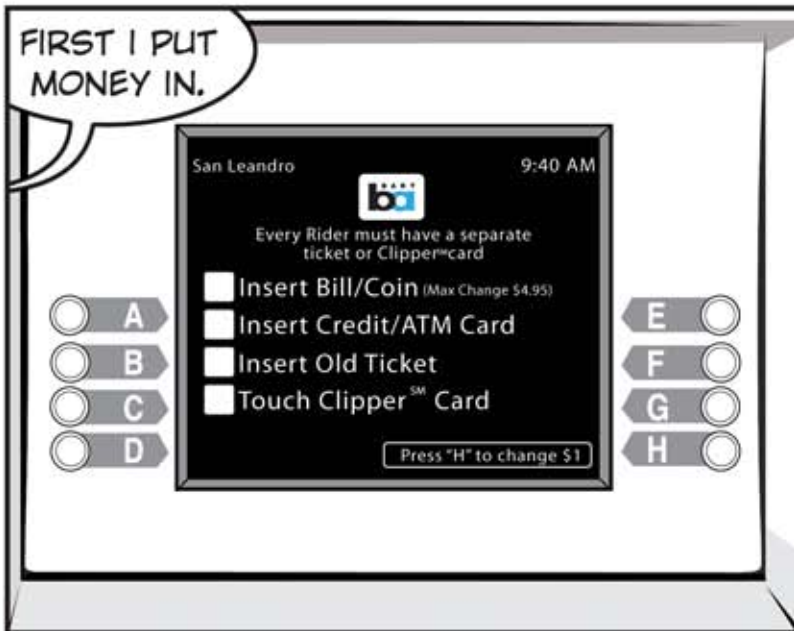 FIRST I PUT
MONEY IN.
San Leandro 9:40 AM
BART
ba
Every Rider must have a separate
ticket or Clipper℠card
Insert Bill/Coin (Max Change $4.95)
Insert Credit/ATM Card
Insert Old Ticket
Touch Clipper℠ Card
Press "H" to change $1
A
B
C
D
E
F
G
H